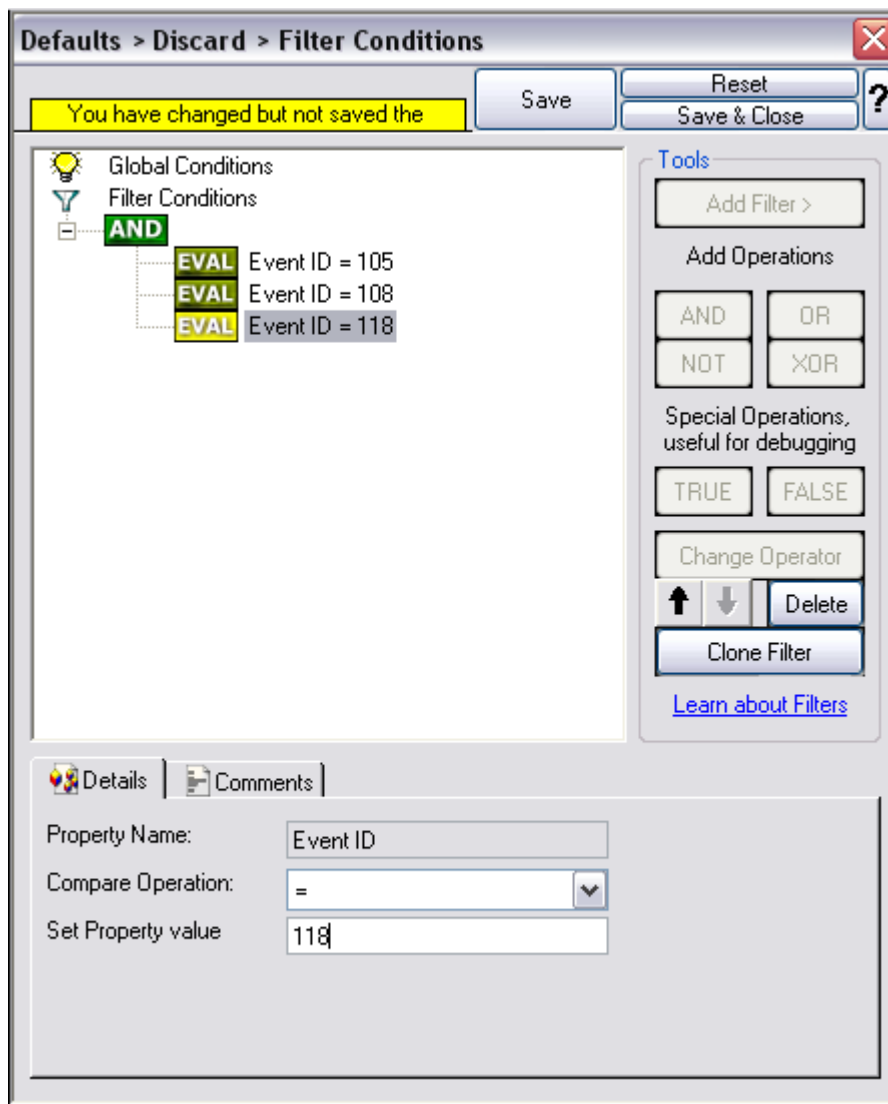 Defaults > Discard > Filter Conditions
You have changed but not saved the
Save
Reset
Save & Close
?
Global Conditions
Filter Conditions
AND
EVAL Event ID = 105
EVAL Event ID = 108
EVAL Event ID = 118
Tools
Add Filter >
Add Operations
AND OR
NOT XOR
Special Operations,
useful for debugging
TRUE FALSE
Change Operator
Delete
Clone Filter
Learn about Filters
Details Comments
Property Name: Event ID
Compare Operation: =
Set Property value 118